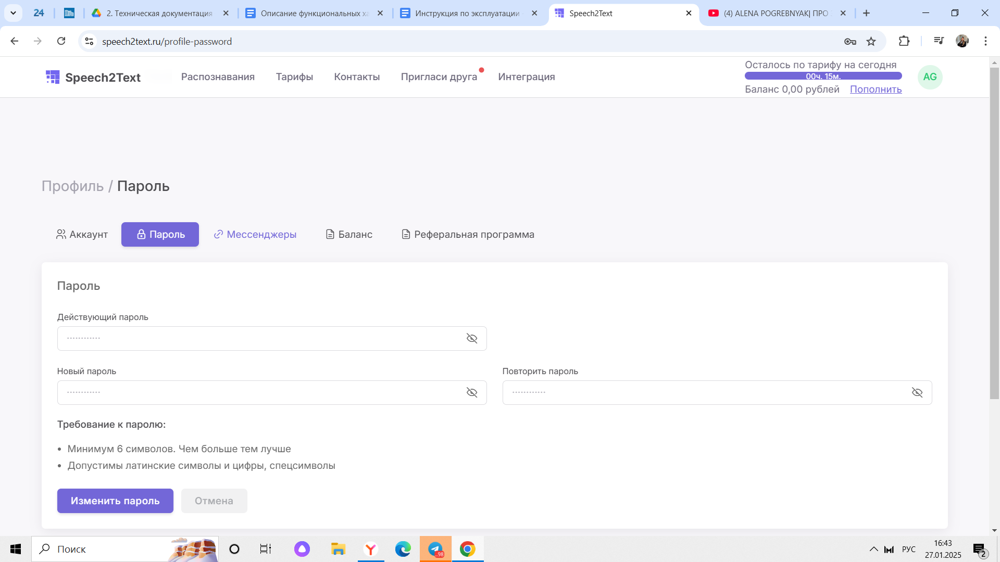 24
2. Техническая документация
Описание функциональных ха
Инструкция по эксплуатации
Speech2Text
(4) ALENA POGREBNYAK| ПРО
speech2text.ru/profile-password
Speech2Text
Распознавания
Тарифы
Контакты
Пригласи друга
Интеграция
Осталось по тарифу на сегодня
00ч. 15м.
Баланс 0,00 рублей
Пополнить
AG
Профиль / Пароль
Аккаунт
Пароль
Мессенджеры
Баланс
Реферальная программа
Пароль
Действующий пароль
Новый пароль
Повторить пароль
Требование к паролю:
• Минимум 6 символов. Чем больше тем лучше
• Допустимы латинские символы и цифры, спецсимволы
Изменить пароль
Отмена
Поиск
..98
РУС
16:43
27.01.2025
2